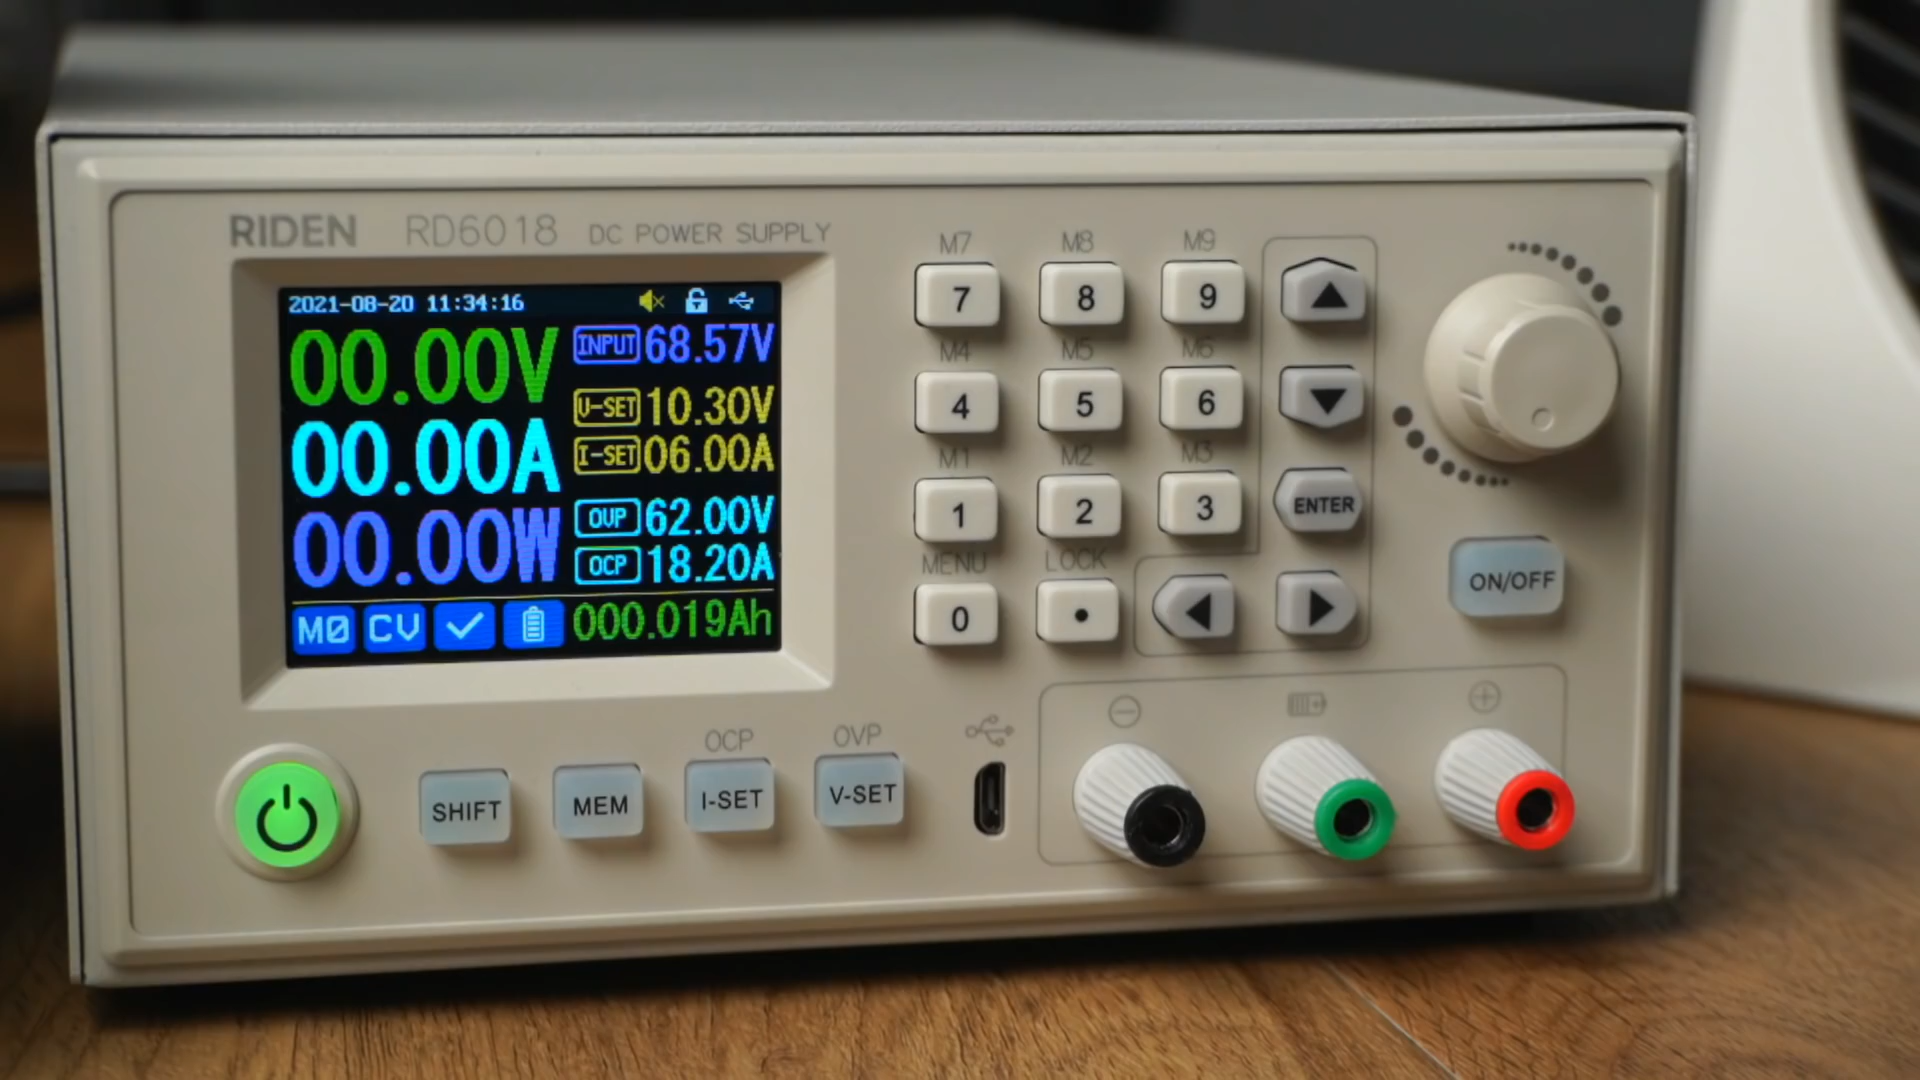 RIDEN RD6018 DC POWER SUPPLY
2021-08-20 11:34:16
00.00V
00.00A
00.00W
INPUT 68.57V
V-SET 10.30V
I-SET 06.00A
OVP 62.00V
OCP 18.20A
M0 CV 000.019Ah
M7 M8 M9
7 8 9
M4 M5 M6
4 5 6
M1 M2 M3
1 2 3
ENTER
MENU LOCK
0 •
ON/OFF
OCP OVP
SHIFT MEM I-SET V-SET